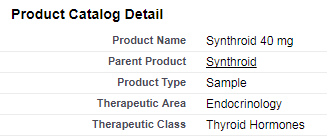 Product Catalog Detail
Product Name Synthroid 40 mg
Parent Product Synthroid
Product Type Sample
Therapeutic Area Endocrinology
Therapeutic Class Thyroid Hormones